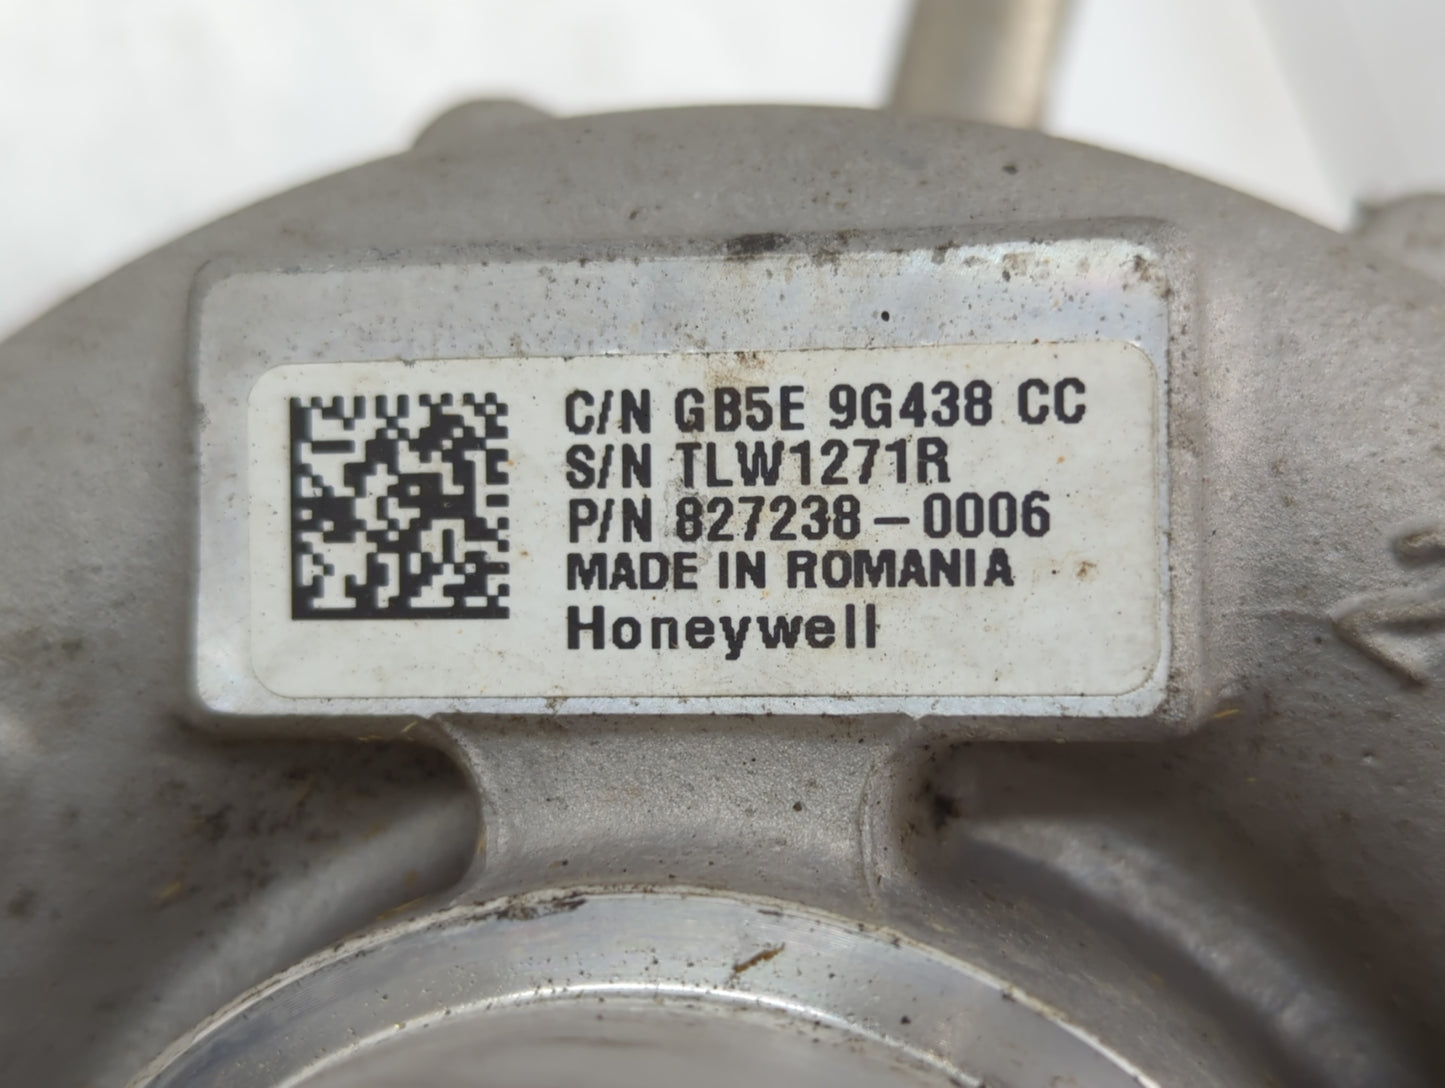 C/N GB5E 9G438 CC
S/N TLW1271R
P/N 827238-0006
MADE IN ROMANIA
Honeywell